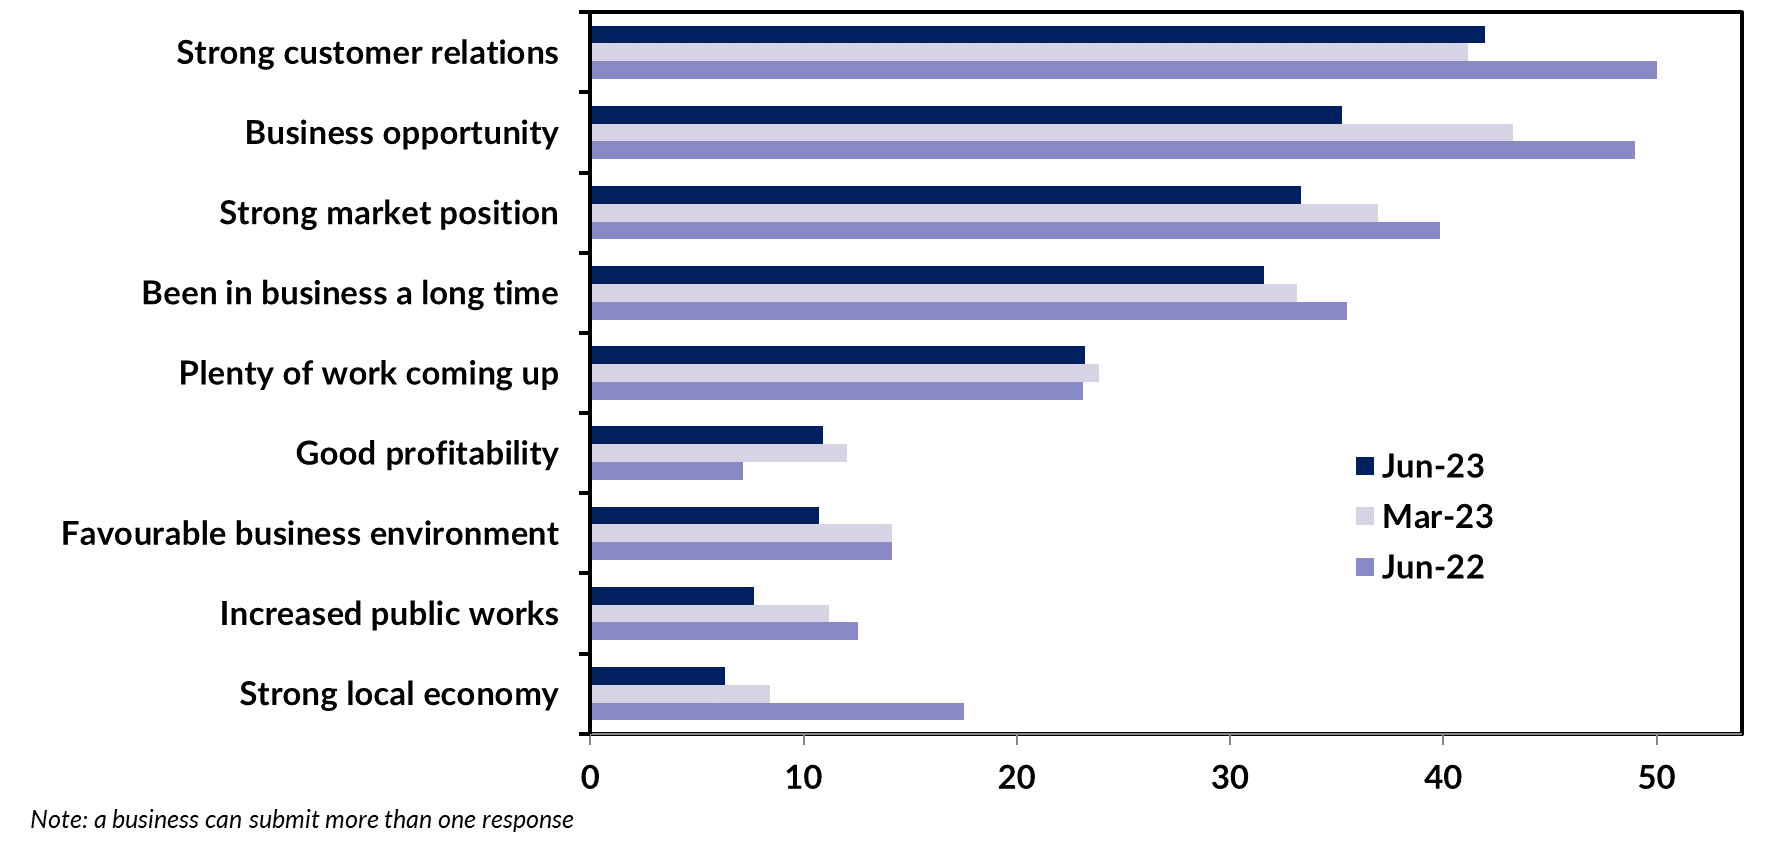 Strong customer relations
Business opportunity
Strong market position
Been in business a long time
Plenty of work coming up
Good profitability
Favourable business environment
Increased public works
Strong local economy
Jun-23
Mar-23
Jun-22
0 10 20 30 40 50
Note: a business can submit more than one response